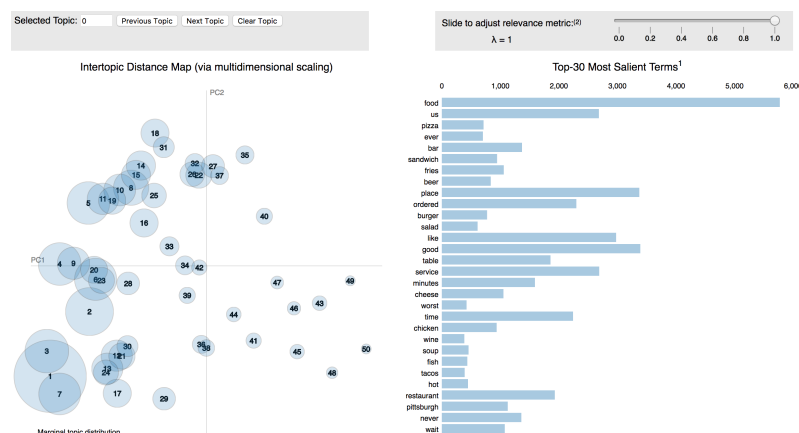 Selected Topic: 0 Previous Topic Next Topic Clear Topic
Slide to adjust relevance metric:(2)
λ = 1
0.0 0.2 0.4 0.6 0.8 1.0
Intertopic Distance Map (via multidimensional scaling)
PC2
PC1
18
31
35
14
32
27
15
26
22
37
10
8
25
11
19
5
40
16
33
4
9
34
42
20
6
23
28
47
49
39
43
46
2
44
41
30
36
38
3
12
21
45
50
13
24
1
48
7
17
29
Marginal topic distribution
Top-30 Most Salient Terms1
0 1,000 2,000 3,000 4,000 5,000 6,00
food
us
pizza
ever
bar
sandwich
fries
beer
place
ordered
burger
salad
like
good
table
service
minutes
cheese
worst
time
chicken
wine
soup
fish
tacos
hot
restaurant
pittsburgh
never
wait